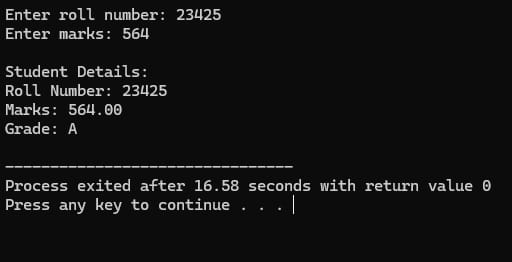 Enter roll number: 23425
Enter marks: 564
Student Details:
Roll Number: 23425
Marks: 564.00
Grade: A
--------------------------------
Process exited after 16.58 seconds with return value 0
Press any key to continue . . .